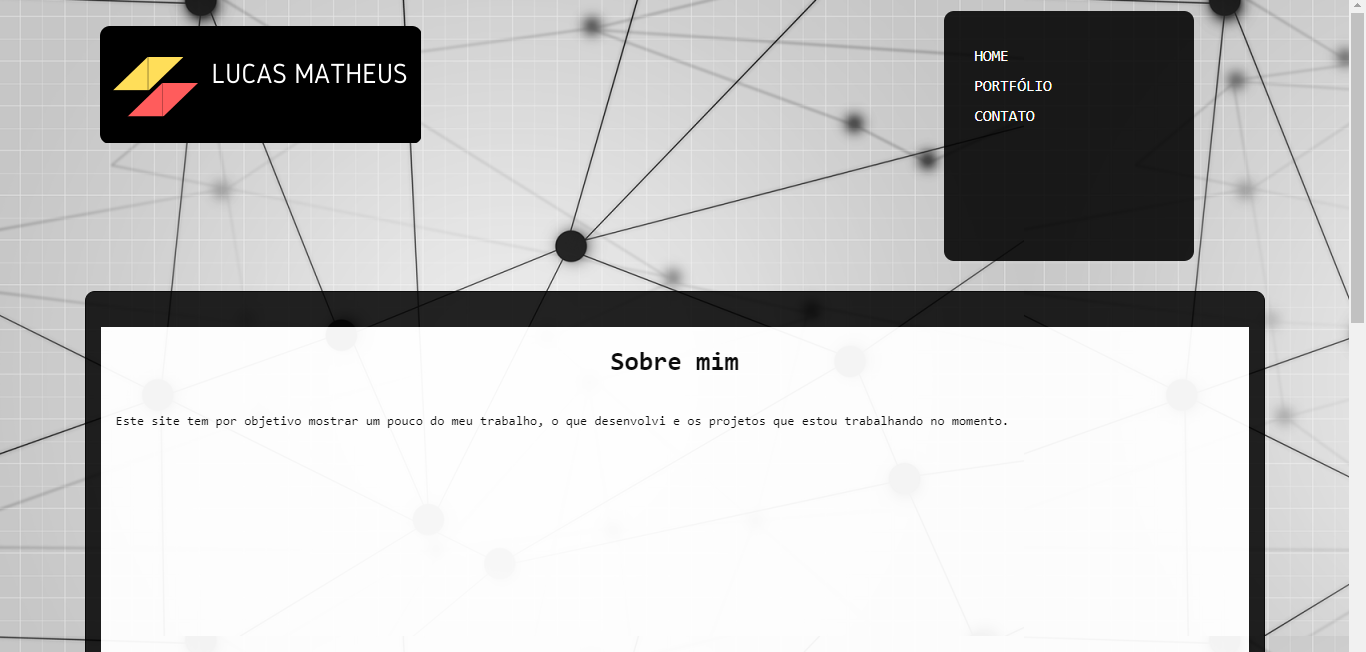 LUCAS MATHEUS
HOME
PORTFÓLIO
CONTATO
Sobre mim
Este site tem por objetivo mostrar um pouco do meu trabalho, o que desenvolvi e os projetos que estou trabalhando no momento.